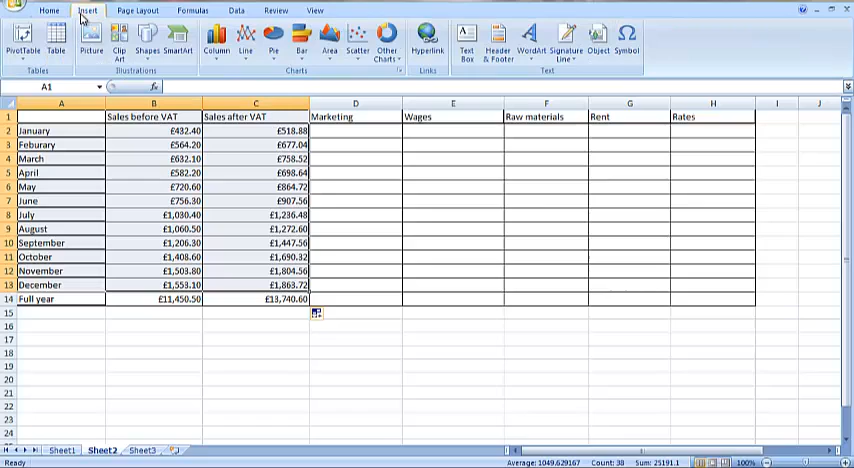 Home Insert Page Layout Formulas Data Review View
PivotTable Table Picture Clip Art Shapes SmartArt Column Line Pie Bar Area Scatter Other Charts Hyperlink Text Box Header & Footer WordArt Signature Line Object Symbol
Tables Illustrations Charts Links Text
A1 fx
A B C D E F G H I J
1 Sales before VAT Sales after VAT Marketing Wages Raw materials Rent Rates
2 January £432.40 £518.88
3 Feburary £564.20 £677.04
4 March £632.10 £758.52
5 April £582.20 £698.64
6 May £720.60 £864.72
7 June £756.30 £907.56
8 July £1,030.40 £1,236.48
9 August £1,060.50 £1,272.60
10 September £1,206.30 £1,447.56
11 October £1,408.60 £1,690.32
12 November £1,503.80 £1,804.56
13 December £1,553.10 £1,863.72
14 Full year £11,450.50 £13,740.60
15
16
17
18
19
20
21
22
23
24
Sheet1 Sheet2 Sheet3
Ready Average: 1049.629167 Count: 38 Sum: 25191.1 100%